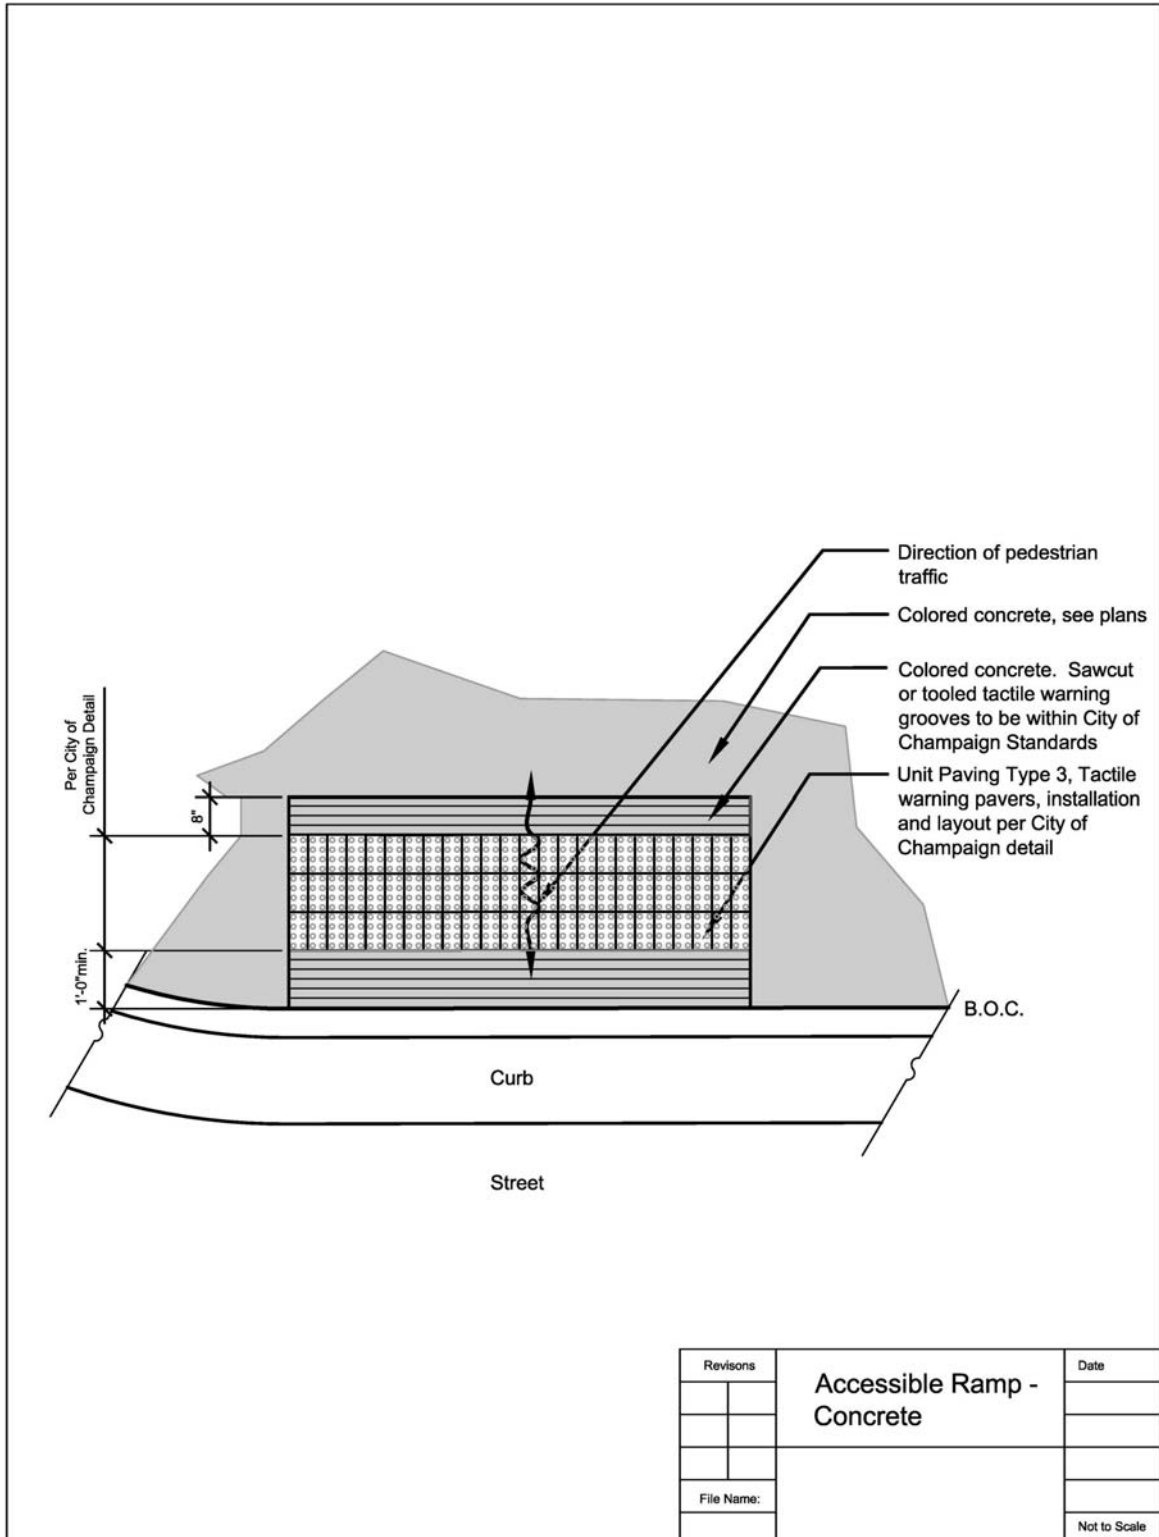 Direction of pedestrian
traffic
Colored concrete, see plans
Colored concrete.  Sawcut
or tooled tactile warning
grooves to be within City of
Champaign Standards
Unit Paving Type 3, Tactile
warning pavers, installation
and layout per City of
Champaign detail
Per City of
Champaign Detail
8"
1'-0"min.
B.O.C.
Curb
Street
Revisons
Accessible Ramp -
Concrete
Date
File Name:
Not to Scale